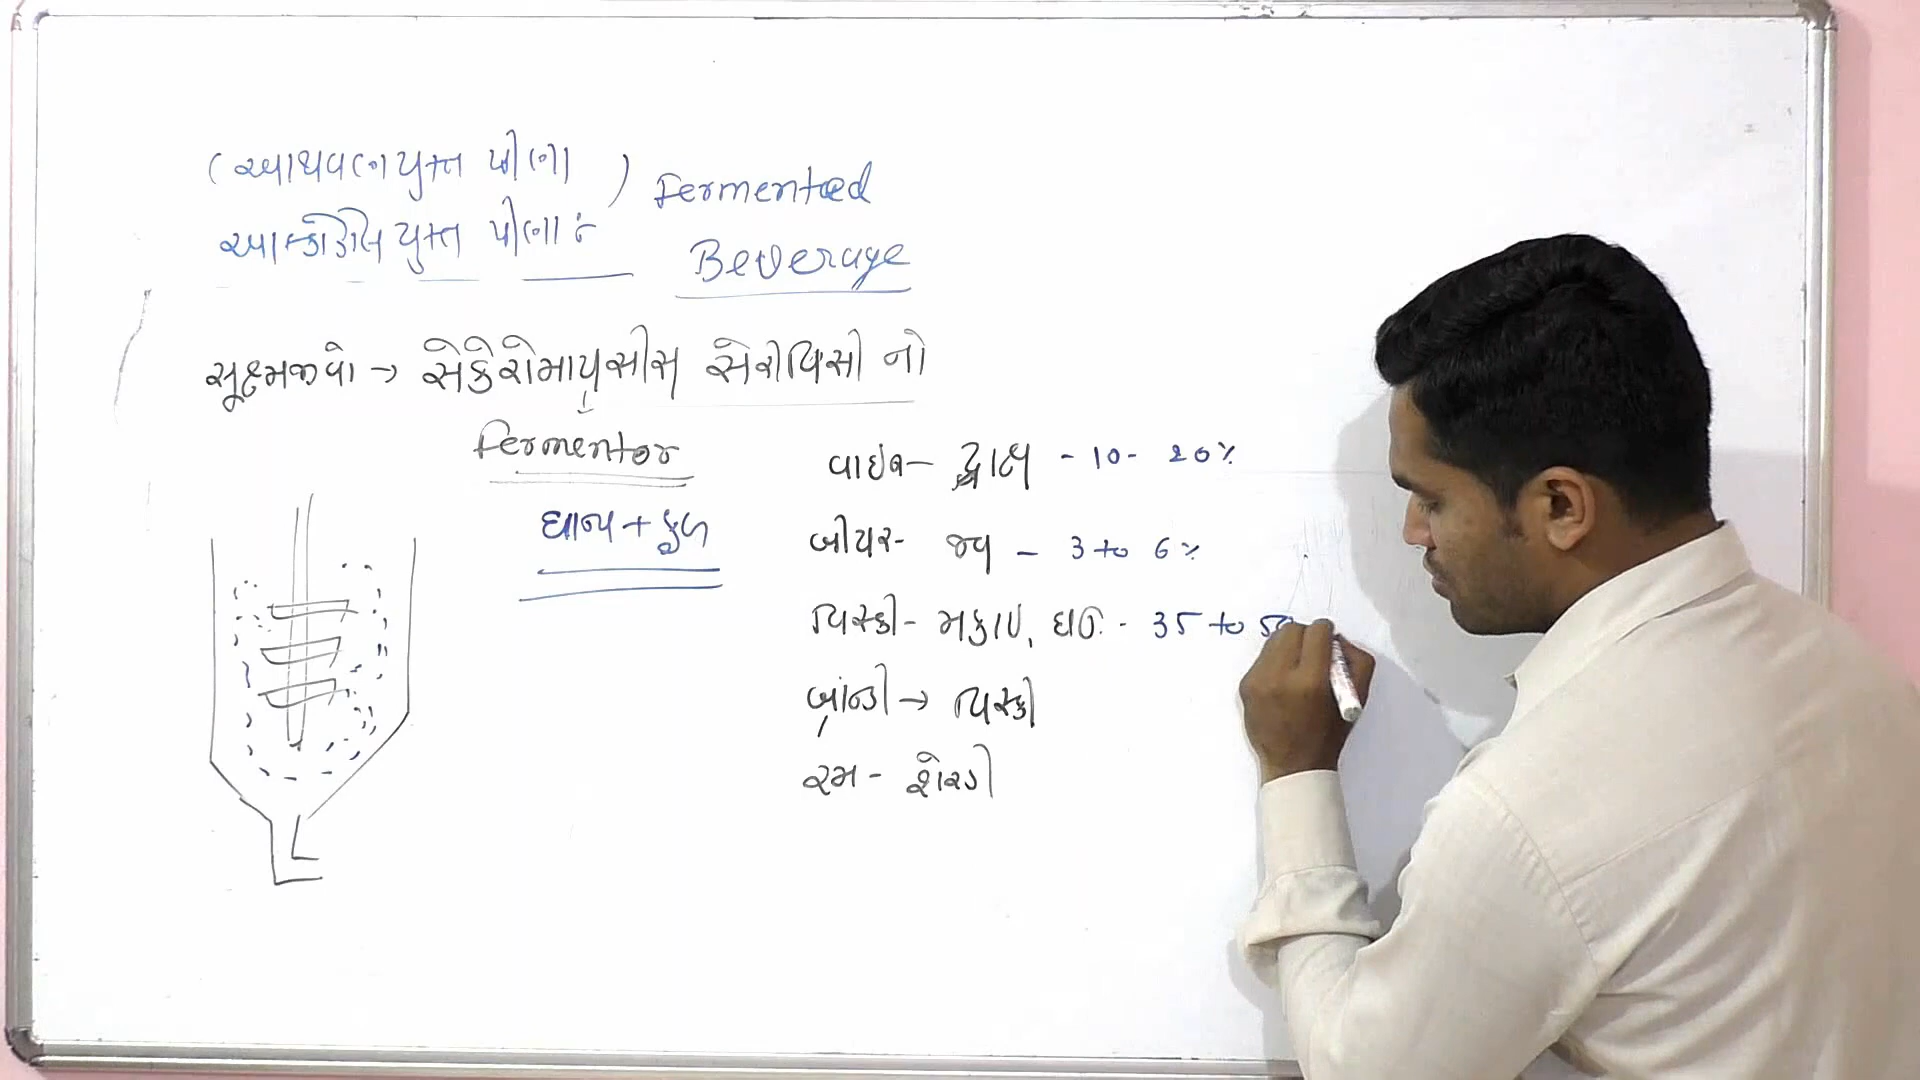 (આથવણયુક્ત પીણા)
આલ્કોહોલિયુક્ત પીણાં
Fermented
Beverage
સૂક્ષ્મજીવો → સેકેરોમાયસીસ સેરીવિસી નો
Fermentor
ધાન્ય + ફળ
વાઇન - દ્રાક્ષ - 10 - 20%
બીયર - જવ - 3 to 6%
વ્હિસ્કી - મકાઇ, ઘઉં - 35 to 50
બ્રાન્ડી → વ્હિસ્કી
રમ - શેરડી